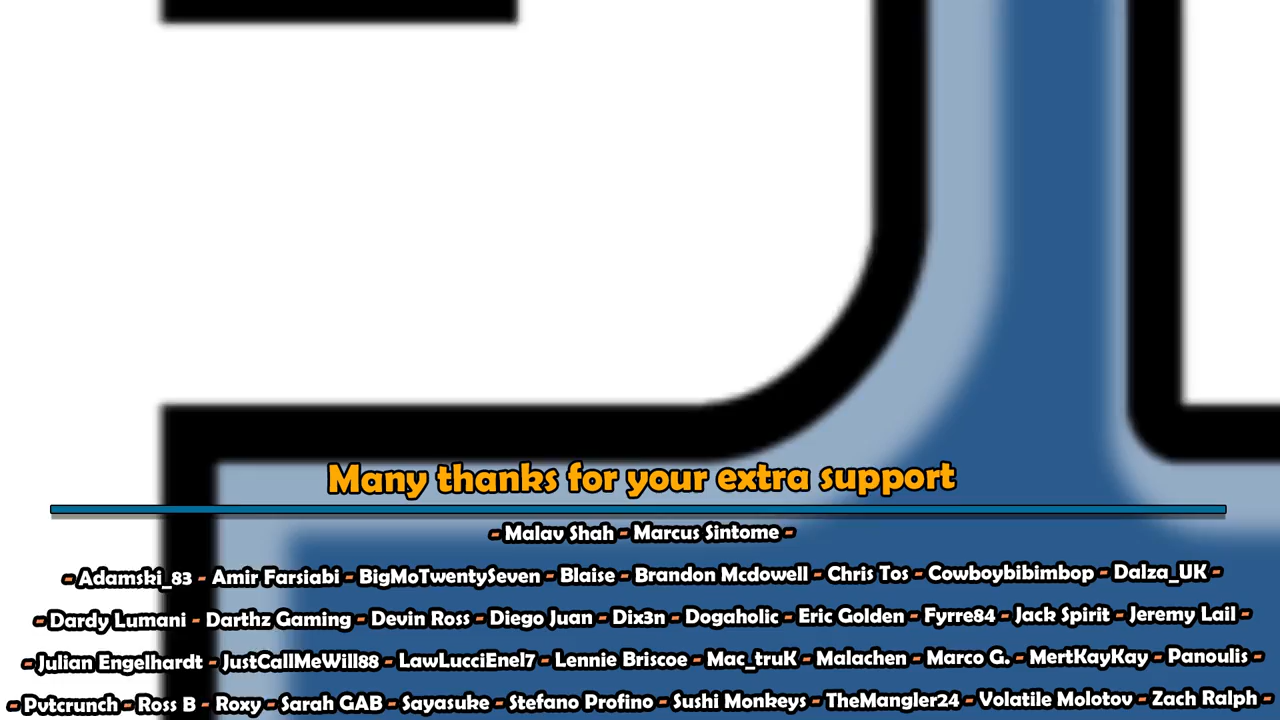 Many thanks for your extra support
- Malav Shah - Marcus Sintome -
- Adamski_83 - Amir Farsiabi - BigMoTwentySeven - Blaise - Brandon Mcdowell - Chris Tos - Cowboybibimbop - Dalza_UK -
- Dardy Lumani - Darthz Gaming - Devin Ross - Diego Juan - Dix3n - Dogaholic - Eric Golden - Fyrre84 - Jack Spirit - Jeremy Lail -
- Julian Engelhardt - JustCallMeWill88 - LawLucciEnel7 - Lennie Briscoe - Mac_truK - Malachen - Marco G. - MertKayKay - Panoulis -
- Pvtcrunch - Ross B - Roxy - Sarah GAB - Sayasuke - Stefano Profino - Sushi Monkeys - TheMangler24 - Volatile Molotov - Zach Ralph -